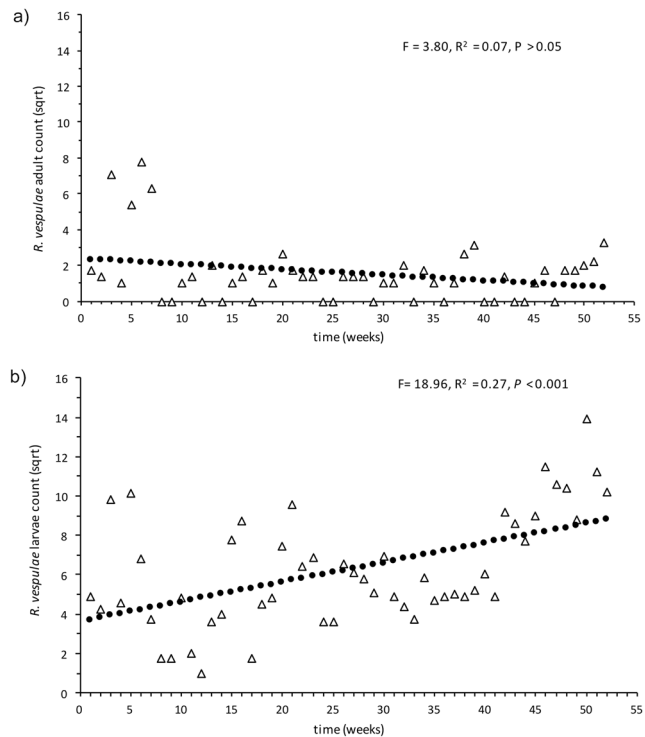 a)
16
F = 3.80, R² = 0.07, P > 0.05
14
12
10
8
6
4
2
0
R. vespulae adult count (sqrt)
0 5 10 15 20 25 30 35 40 45 50 55
time (weeks)
b)
16
F= 18.96, R² = 0.27, P < 0.001
14
12
10
8
6
4
2
0
R. vespulae larvae count (sqrt)
0 5 10 15 20 25 30 35 40 45 50 55
time (weeks)